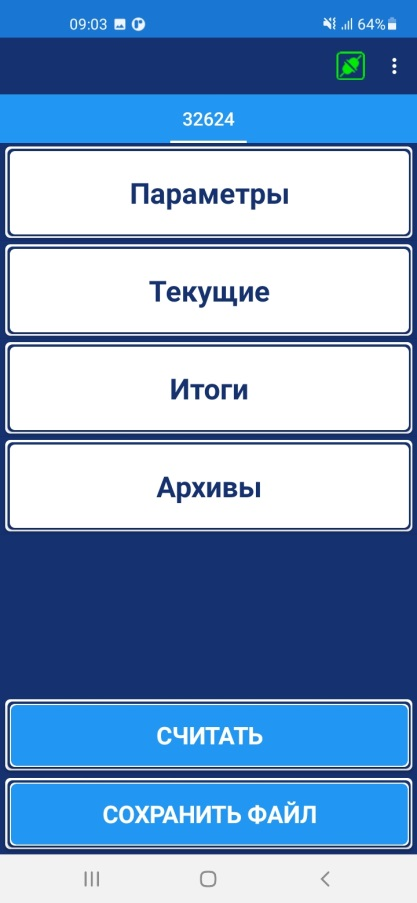 09:03
64%
32624
Параметры
Текущие
Итоги
Архивы
СЧИТАТЬ
СОХРАНИТЬ ФАЙЛ